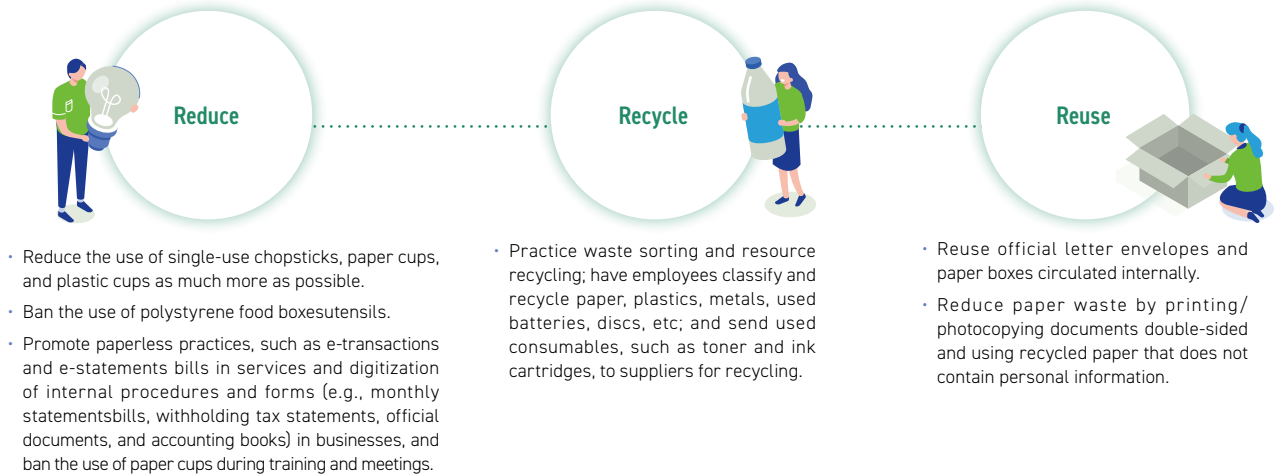 Reduce
· Reduce the use of single-use chopsticks, paper cups,
and plastic cups as much more as possible.
· Ban the use of polystyrene food boxesutensils.
· Promote paperless practices, such as e-transactions
and e-statements bills in services and digitization
of internal procedures and forms (e.g., monthly
statementsbills, withholding tax statements, official
documents, and accounting books) in businesses, and
ban the use of paper cups during training and meetings.
Recycle
· Practice waste sorting and resource
recycling; have employees classify and
recycle paper, plastics, metals, used
batteries, discs, etc; and send used
consumables, such as toner and ink
cartridges, to suppliers for recycling.
Reuse
· Reuse official letter envelopes and
paper boxes circulated internally.
· Reduce paper waste by printing/
photocopying documents double-sided
and using recycled paper that does not
contain personal information.